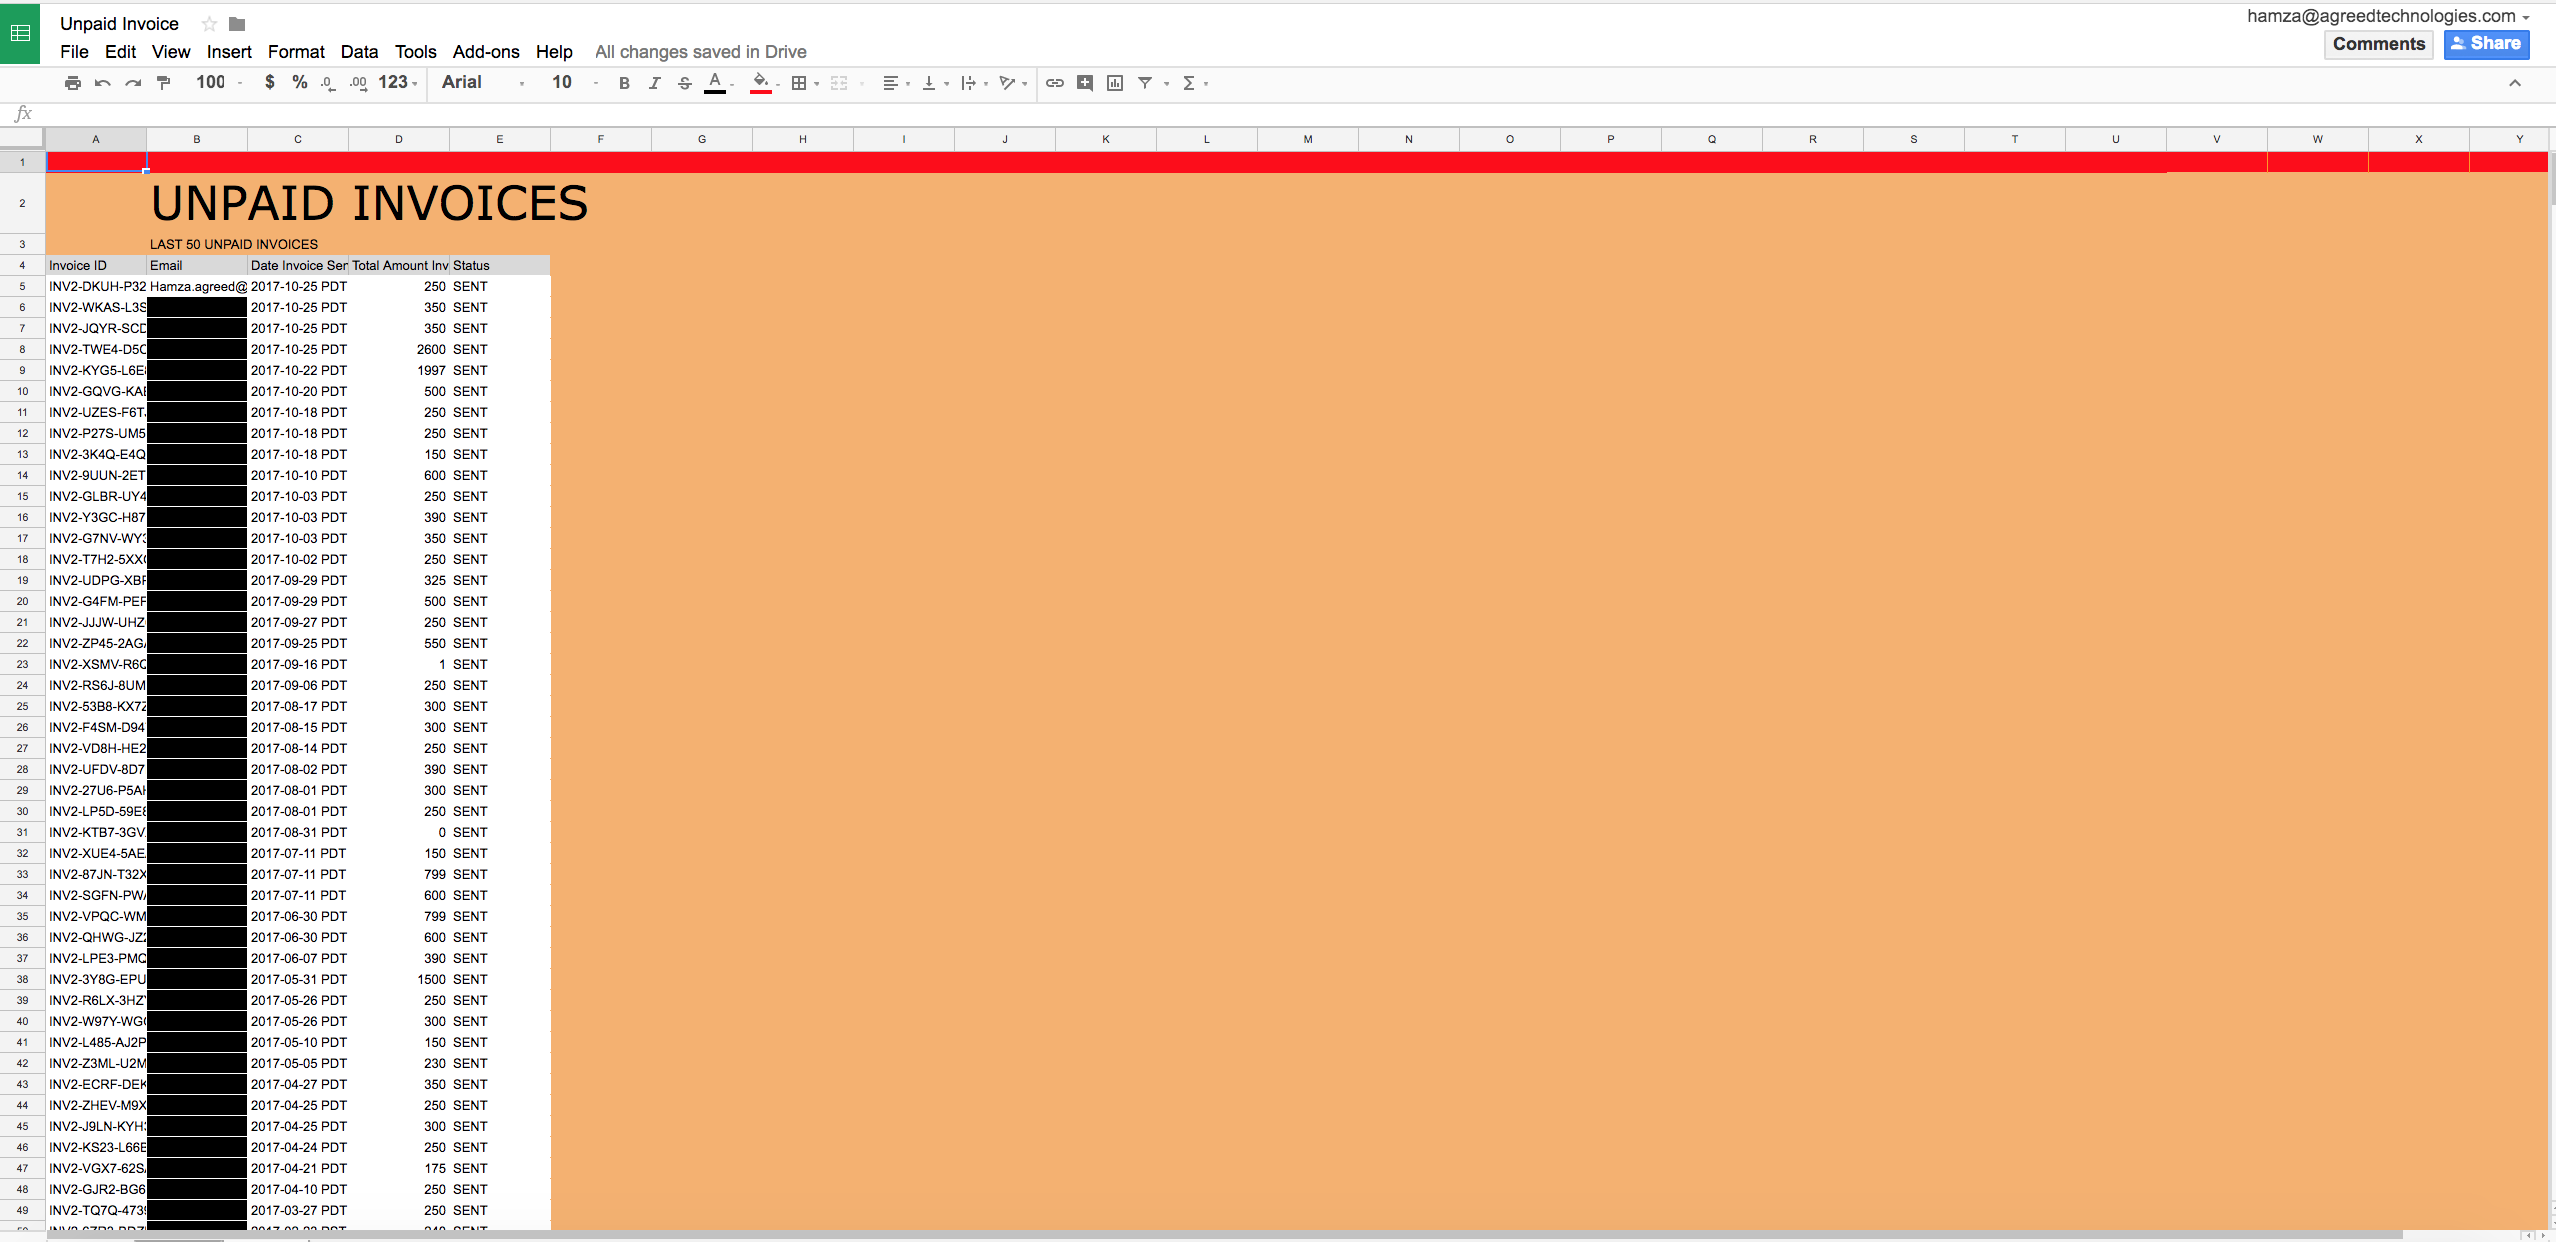 Unpaid Invoice
hamza@agreedtechnologies.com
File Edit View Insert Format Data Tools Add-ons Help All changes saved in Drive
Comments Share
100 $ % .0 .00 123 Arial 10 B I S A Σ
fx
A B C D E F G H I J K L M N O P Q R S T U V W X Y
1
2 UNPAID INVOICES
3 LAST 50 UNPAID INVOICES
4 Invoice ID Email Date Invoice Ser Total Amount Inv Status
5 INV2-DKUH-P32 Hamza.agreed@ 2017-10-25 PDT 250 SENT
6 INV2-WKAS-L3S 2017-10-25 PDT 350 SENT
7 INV2-JQYR-SCD 2017-10-25 PDT 350 SENT
8 INV2-TWE4-D5C 2017-10-25 PDT 2600 SENT
9 INV2-KYG5-L6E 2017-10-22 PDT 1997 SENT
10 INV2-GQVG-KA 2017-10-20 PDT 500 SENT
11 INV2-UZES-F6T 2017-10-18 PDT 250 SENT
12 INV2-P27S-UM5 2017-10-18 PDT 250 SENT
13 INV2-3K4Q-E4Q 2017-10-18 PDT 150 SENT
14 INV2-9UUN-2ET 2017-10-10 PDT 600 SENT
15 INV2-GLBR-UY4 2017-10-03 PDT 250 SENT
16 INV2-Y3GC-H87 2017-10-03 PDT 390 SENT
17 INV2-G7NV-WY 2017-10-03 PDT 350 SENT
18 INV2-T7H2-5XX 2017-10-02 PDT 250 SENT
19 INV2-UDPG-XB 2017-09-29 PDT 325 SENT
20 INV2-G4FM-PEF 2017-09-29 PDT 500 SENT
21 INV2-JJJW-UHZ 2017-09-27 PDT 250 SENT
22 INV2-ZP45-2AG 2017-09-25 PDT 550 SENT
23 INV2-XSMV-R6 2017-09-16 PDT 1 SENT
24 INV2-RS6J-8UM 2017-09-06 PDT 250 SENT
25 INV2-53B8-KX7Z 2017-08-17 PDT 300 SENT
26 INV2-F4SM-D94 2017-08-15 PDT 300 SENT
27 INV2-VD8H-HE2 2017-08-14 PDT 250 SENT
28 INV2-UFDV-8D7 2017-08-02 PDT 390 SENT
29 INV2-27U6-P5A 2017-08-01 PDT 300 SENT
30 INV2-LP5D-59E 2017-08-01 PDT 250 SENT
31 INV2-KTB7-3GV 2017-08-31 PDT 0 SENT
32 INV2-XUE4-5AE 2017-07-11 PDT 150 SENT
33 INV2-87JN-T32X 2017-07-11 PDT 799 SENT
34 INV2-SGFN-PW 2017-07-11 PDT 600 SENT
35 INV2-VPQC-WM 2017-06-30 PDT 799 SENT
36 INV2-QHWG-JZ 2017-06-30 PDT 600 SENT
37 INV2-LPE3-PMQ 2017-06-07 PDT 390 SENT
38 INV2-3Y8G-EPU 2017-05-31 PDT 1500 SENT
39 INV2-R6LX-3HZ 2017-05-26 PDT 250 SENT
40 INV2-W97Y-WG 2017-05-26 PDT 300 SENT
41 INV2-L485-AJ2P 2017-05-10 PDT 150 SENT
42 INV2-Z3ML-U2M 2017-05-05 PDT 230 SENT
43 INV2-ECRF-DEK 2017-04-27 PDT 350 SENT
44 INV2-ZHEV-M9X 2017-04-25 PDT 250 SENT
45 INV2-J9LN-KYH 2017-04-25 PDT 300 SENT
46 INV2-KS23-L66E 2017-04-24 PDT 250 SENT
47 INV2-VGX7-62S 2017-04-21 PDT 175 SENT
48 INV2-GJR2-BG6 2017-04-10 PDT 250 SENT
49 INV2-TQ7Q-473 2017-03-27 PDT 250 SENT